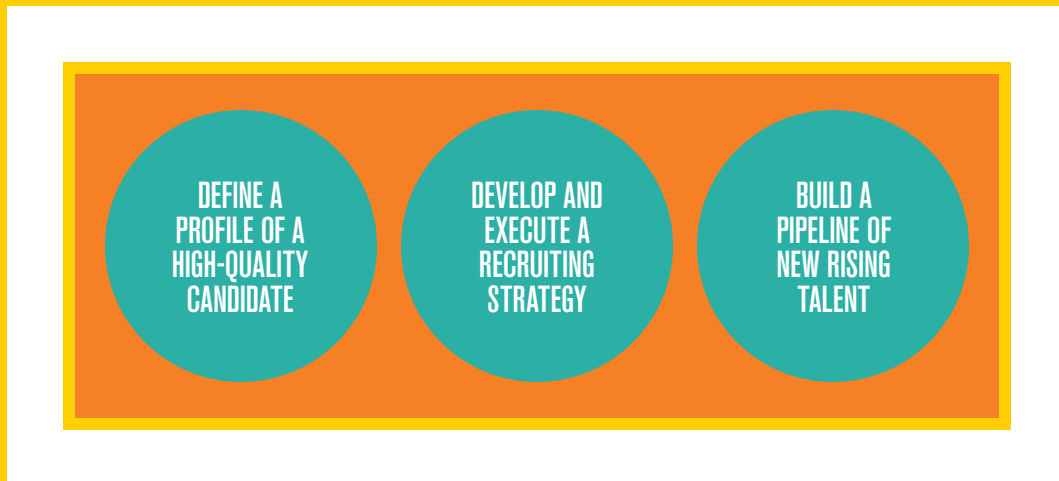 DEFINE A
PROFILE OF A
HIGH-QUALITY
CANDIDATE
DEVELOP AND
EXECUTE A
RECRUITING
STRATEGY
BUILD A
PIPELINE OF
NEW RISING
TALENT